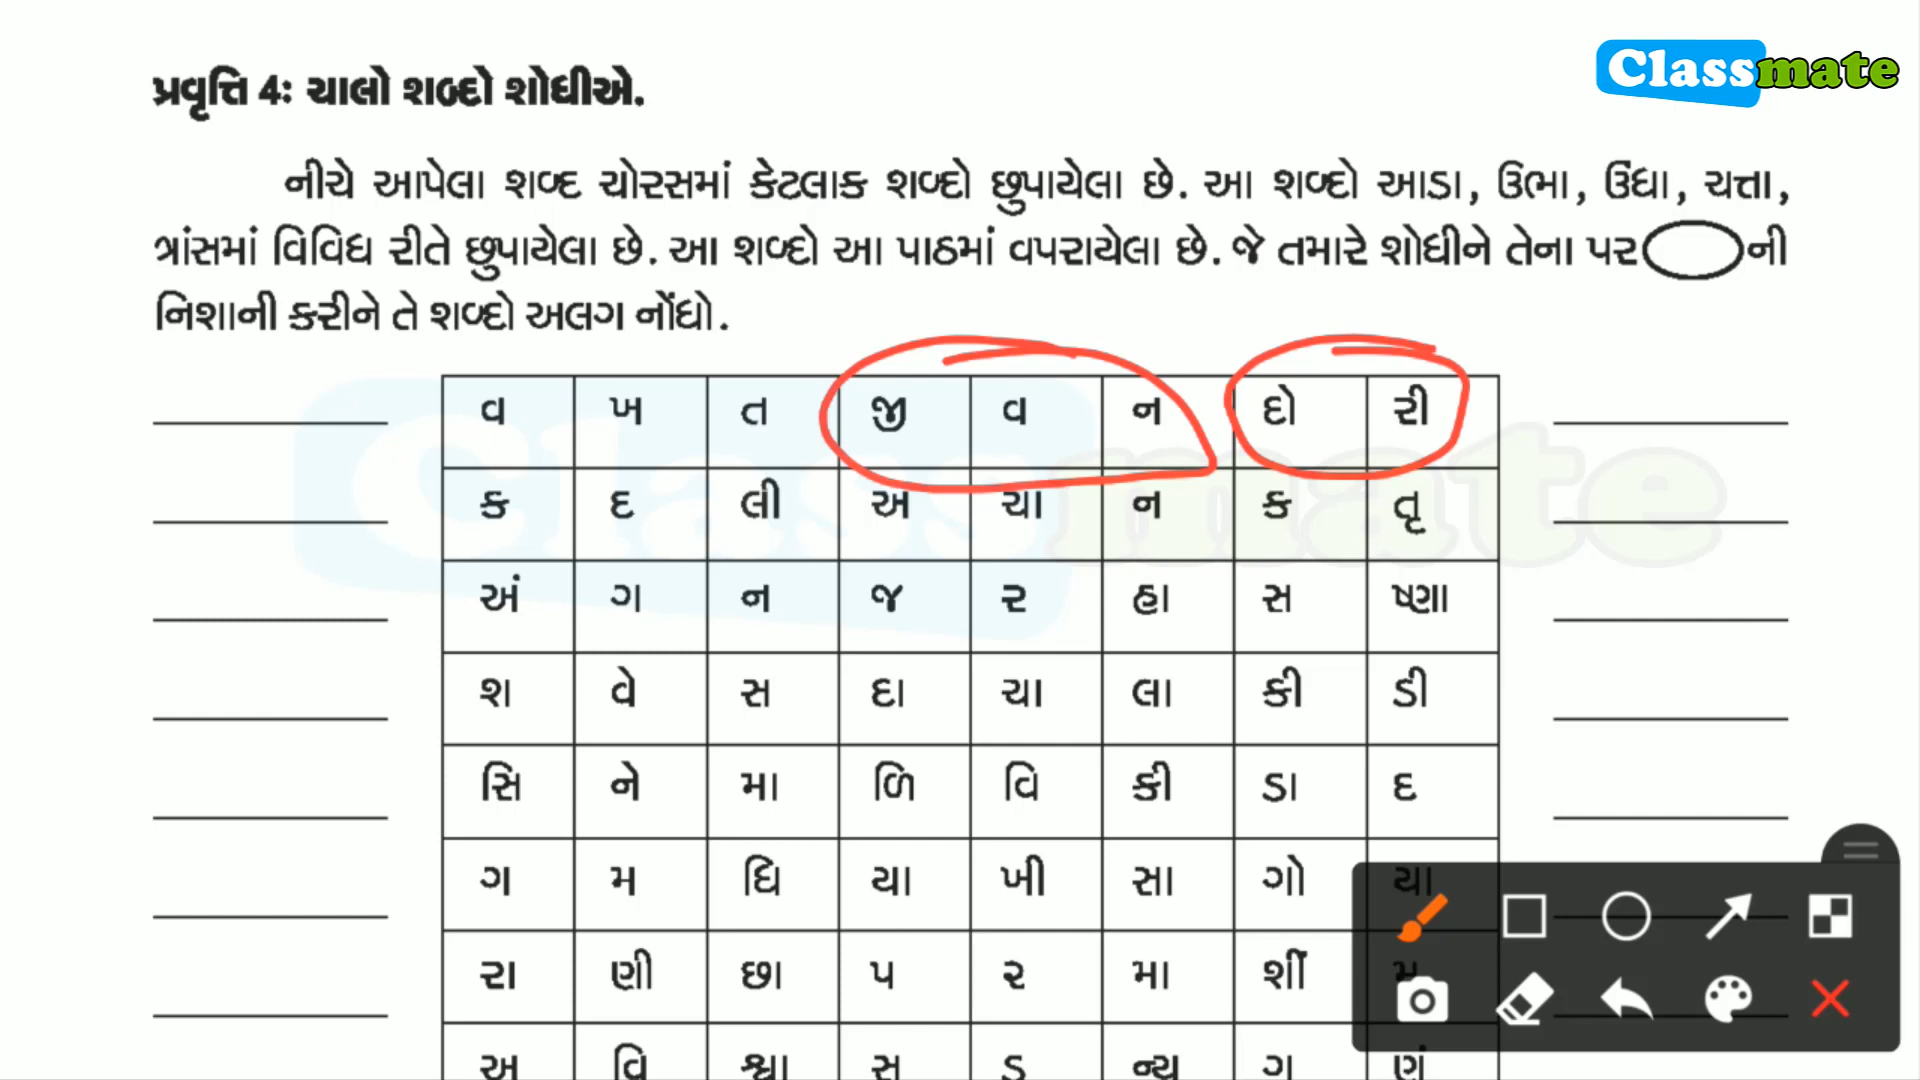 Classmate
પ્રવૃત્તિ 4: ચાલો શબ્દો શોધીએ.
નીચે આપેલા શબ્દ ચોરસમાં કેટલાક શબ્દો છુપાયેલા છે. આ શબ્દો આડા, ઉભા, ઉંધા, ચત્તા,
ત્રાંસમાં વિવિધ રીતે છુપાયેલા છે. આ શબ્દો આ પાઠમાં વપરાયેલા છે. જે તમારે શોધીને તેના પર ની
નિશાની કરીને તે શબ્દો અલગ નોંધો.
વ ખ ત જી વ ન દો રી
ક દ લી અ ચા ન ક તૃ
અં ગ ન જ ર હા સ ષ્ણા
શ વે સ દા ચા લા કી ડી
સિ ને મા ળિ વિ કી ડા દ
ગ મ ધિ યા ખી સા ગો ચા
રા ણી છા પ ર મા શીં મ
અ વિ શ્વા સ ડ ન્ય ગ ણં